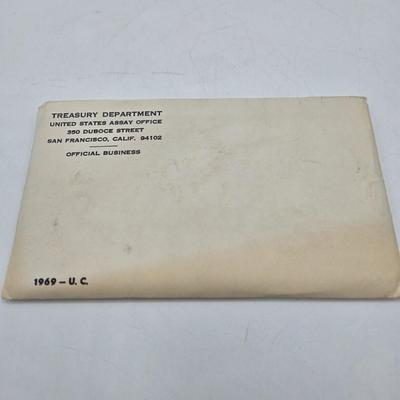 TREASURY DEPARTMENT
UNITED STATES ASSAY OFFICE
350 DUBOCE STREET
SAN FRANCISCO, CALIF. 94102
OFFICIAL BUSINESS
1969 – U. C.